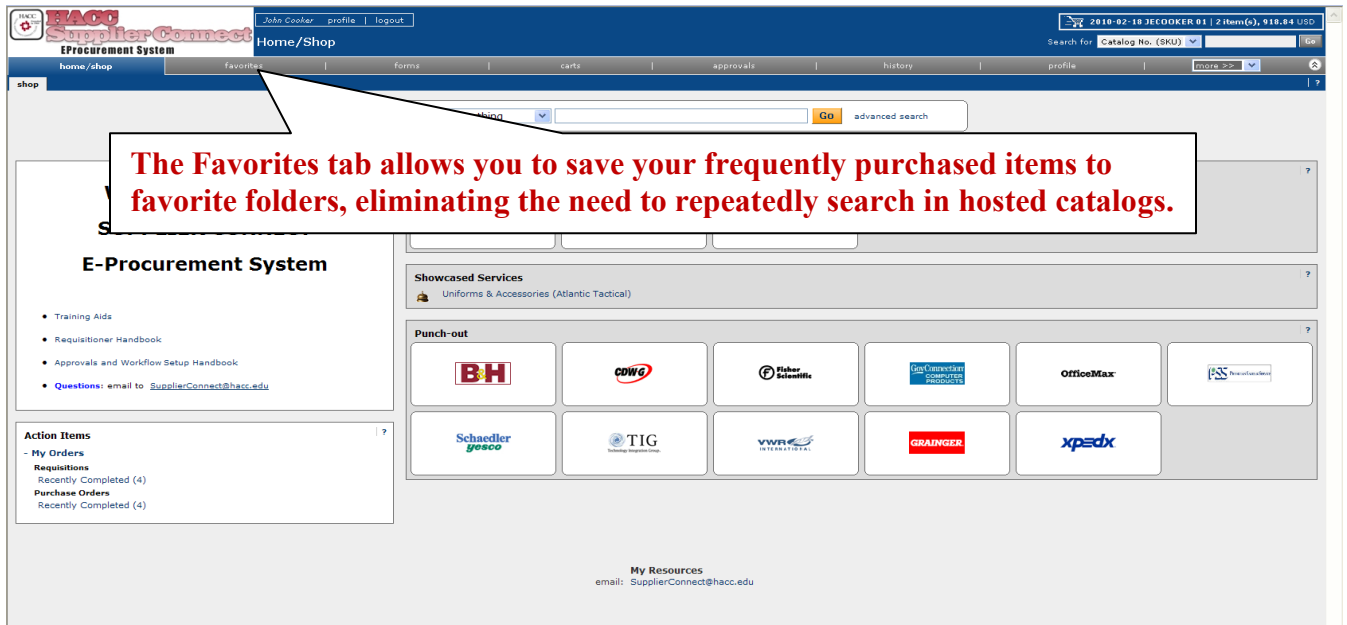 HACC
HACC
SupplierConnect
EProcurement System
John Cooker profile | logout
Home/Shop
2010-02-18 JECOOKER 01 | 2 item(s), 918.84 USD
Search for Catalog No. (SKU) Go
home/shop favorites | forms | carts | approvals | history | profile | more >>
shop | ?
Go advanced search
The Favorites tab allows you to save your frequently purchased items to
favorite folders, eliminating the need to repeatedly search in hosted catalogs.
?
E-Procurement System
• Training Aids
• Requisitioner Handbook
• Approvals and Workflow Setup Handbook
• Questions: email to SupplierConnect@hacc.edu
Showcased Services ?
Uniforms & Accessories (Atlantic Tactical)
Punch-out ?
B&H
CDWG
Fisher
Scientific
GovConnection
COMPUTER
PRODUCTS
OfficeMax
PSS
Schaedler
yesco
TIG
Technology Integration Group
VWR
INTERNATIONAL
GRAINGER
xpedx
Action Items ?
- My Orders
Requisitions
Recently Completed (4)
Purchase Orders
Recently Completed (4)
My Resources
email: SupplierConnect@hacc.edu